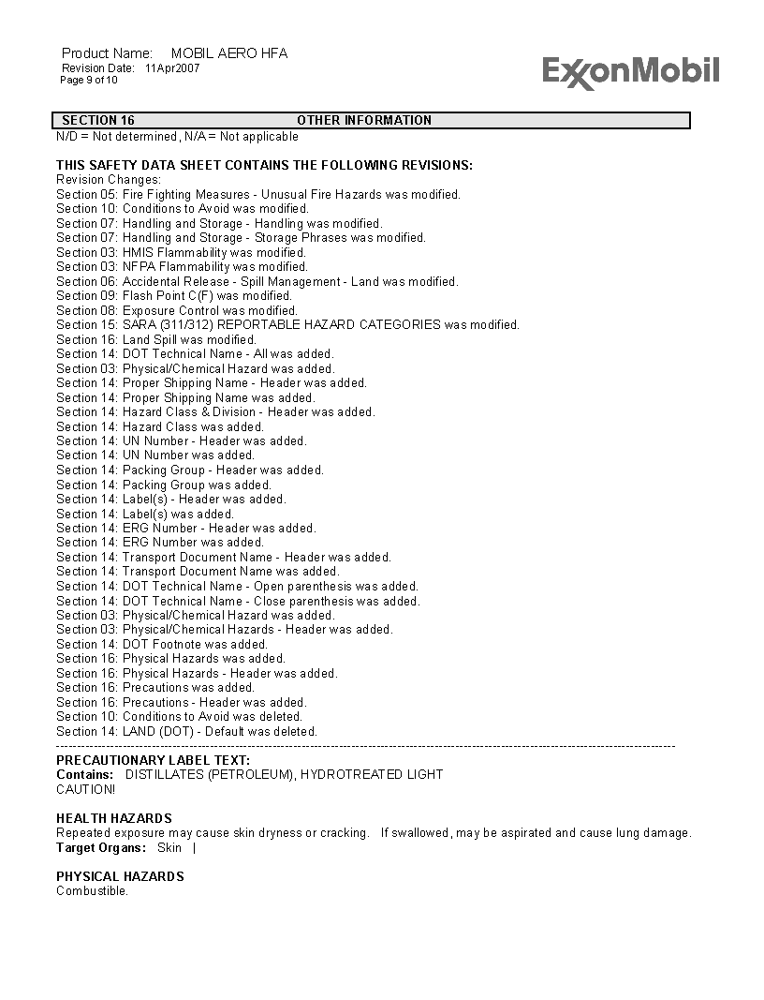 Product Name: MOBIL AERO HFA
Revision Date: 11Apr2007
Page 9 of 10
ExxonMobil
SECTION 16 OTHER INFORMATION
N/D = Not determined, N/A = Not applicable
THIS SAFETY DATA SHEET CONTAINS THE FOLLOWING REVISIONS:
Revision Changes:
Section 05: Fire Fighting Measures - Unusual Fire Hazards was modified.
Section 10: Conditions to Avoid was modified.
Section 07: Handling and Storage - Handling was modified.
Section 07: Handling and Storage - Storage Phrases was modified.
Section 03: HMIS Flammability was modified.
Section 03: NFPA Flammability was modified.
Section 06: Accidental Release - Spill Management - Land was modified.
Section 09: Flash Point C(F) was modified.
Section 08: Exposure Control was modified.
Section 15: SARA (311/312) REPORTABLE HAZARD CATEGORIES was modified.
Section 16: Land Spill was modified.
Section 14: DOT Technical Name - All was added.
Section 03: Physical/Chemical Hazard was added.
Section 14: Proper Shipping Name - Header was added.
Section 14: Proper Shipping Name was added.
Section 14: Hazard Class & Division - Header was added.
Section 14: Hazard Class was added.
Section 14: UN Number - Header was added.
Section 14: UN Number was added.
Section 14: Packing Group - Header was added.
Section 14: Packing Group was added.
Section 14: Label(s) - Header was added.
Section 14: Label(s) was added.
Section 14: ERG Number - Header was added.
Section 14: ERG Number was added.
Section 14: Transport Document Name - Header was added.
Section 14: Transport Document Name was added.
Section 14: DOT Technical Name - Open parenthesis was added.
Section 14: DOT Technical Name - Close parenthesis was added.
Section 03: Physical/Chemical Hazard was added.
Section 03: Physical/Chemical Hazards - Header was added.
Section 14: DOT Footnote was added.
Section 16: Physical Hazards was added.
Section 16: Physical Hazards - Header was added.
Section 16: Precautions was added.
Section 16: Precautions - Header was added.
Section 10: Conditions to Avoid was deleted.
Section 14: LAND (DOT) - Default was deleted.
PRECAUTIONARY LABEL TEXT:
Contains: DISTILLATES (PETROLEUM), HYDROTREATED LIGHT
CAUTION!
HEALTH HAZARDS
Repeated exposure may cause skin dryness or cracking. If swallowed, may be aspirated and cause lung damage.
Target Organs: Skin |
PHYSICAL HAZARDS
Combustible.